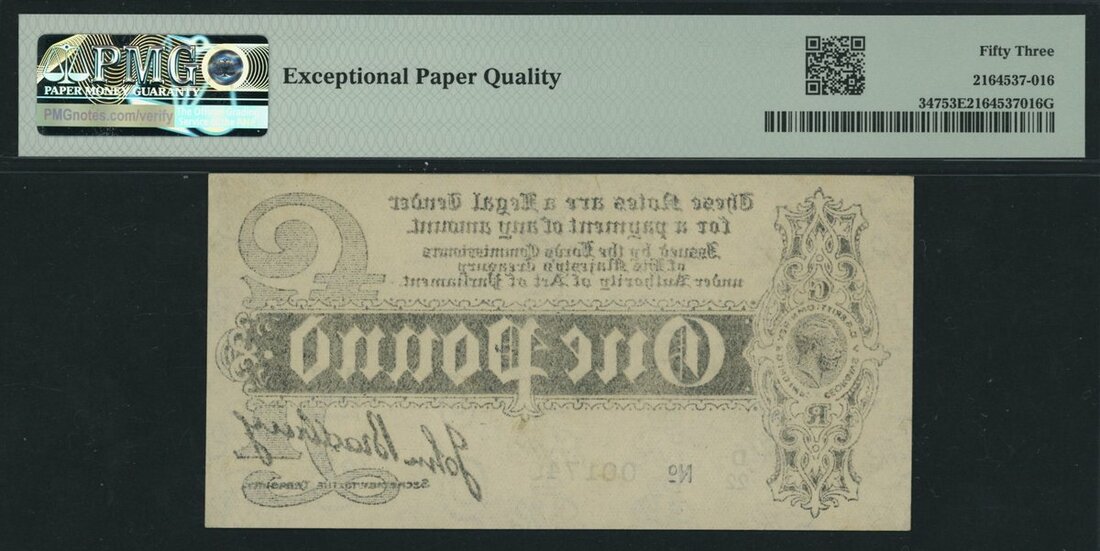 PMG
PAPER MONEY GUARANTY
PMGnotes.com/verify
Exceptional Paper Quality
Fifty Three
2164537-016
34753E2164537016G
These Notes are a Legal Tender
for a payment of any amount.
Issued by the Lords Commissioners
of His Majesty's Treasury
under Authority of Act of Parliament.
G
One Pound
R
John Bradbury
SECRETARY TO THE TREASURY
Nº